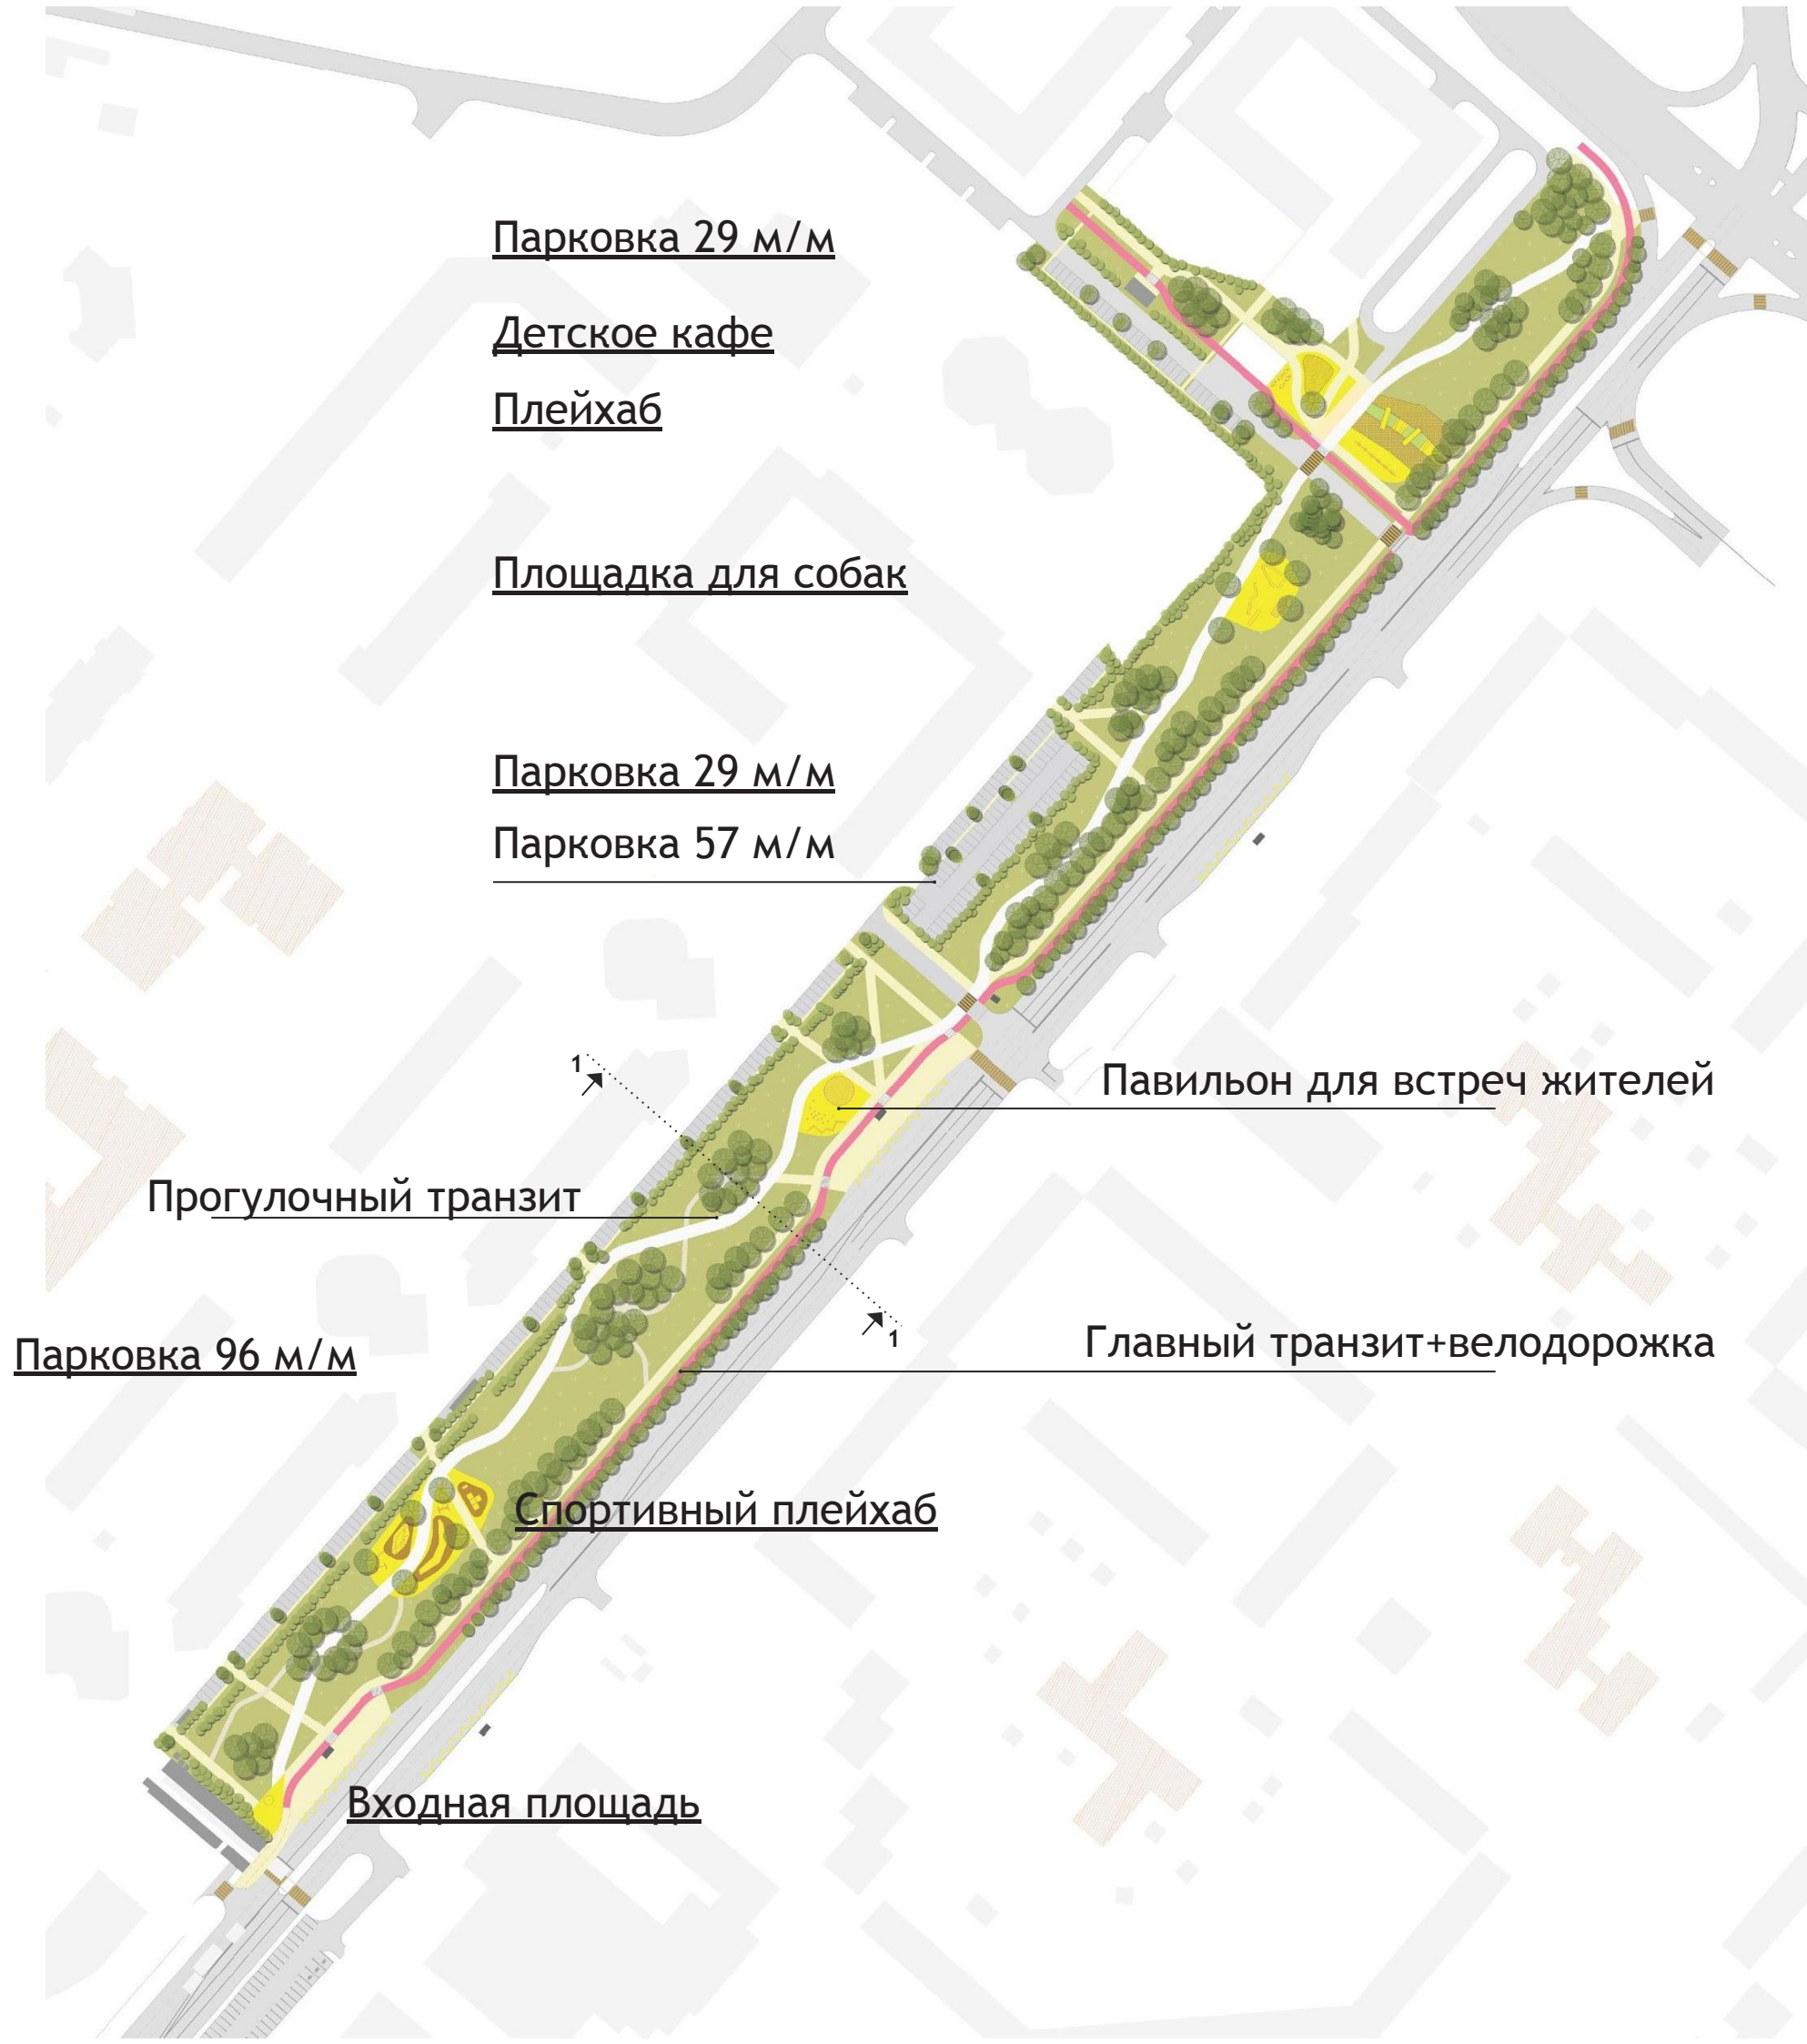 Парковка 29 м/м
Детское кафе
Плейхаб
Площадка для собак
Парковка 29 м/м
Парковка 57 м/м
1
Павильон для встреч жителей
Прогулочный транзит
1
Главный транзит+велодорожка
Парковка 96 м/м
Спортивный плейхаб
Входная площадь